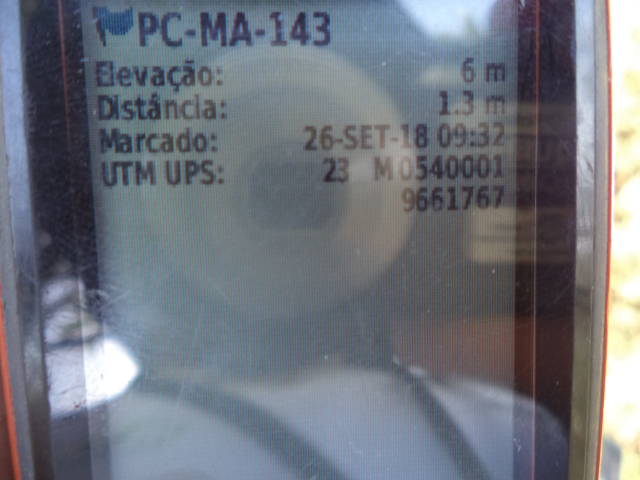 PC-MA-143
Elevação: 6 m
Distância: 1.3 m
Marcado: 26-SET-18 09:32
UTM UPS: 23 M 0540001
9661767